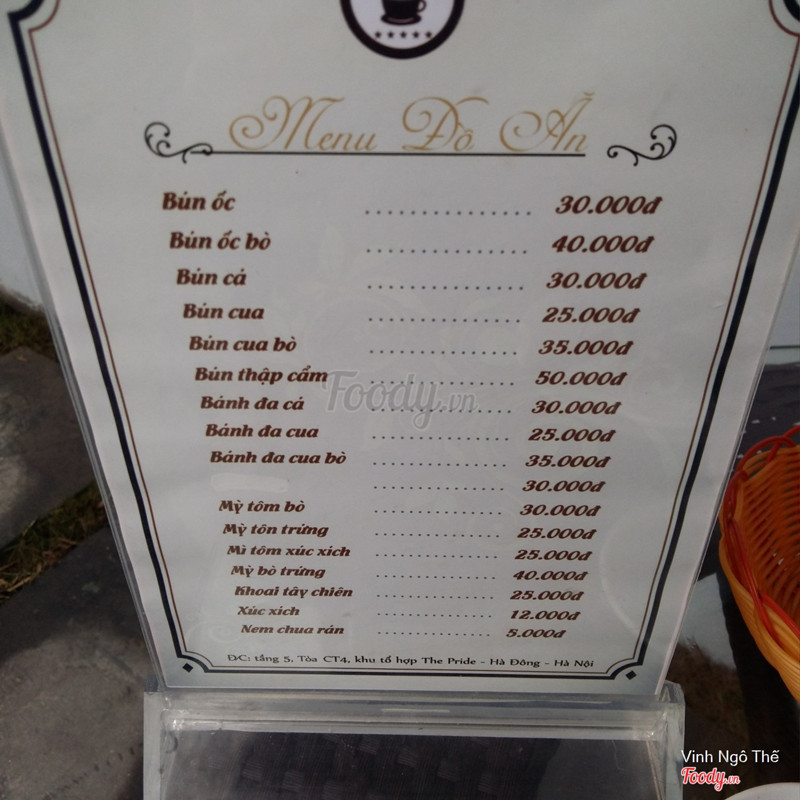 Menu Đồ Ăn
Bún ốc ................ 30.000đ
Bún ốc bò ................ 40.000đ
Bún cá ................ 30.000đ
Bún cua ................ 25.000đ
Bún cua bò ................ 35.000đ
Bún thập cẩm ................ 50.000đ
Bánh đa cá ................ 30.000đ
Bánh đa cua ................ 25.000đ
Bánh đa cua bò ................ 35.000đ
................ 30.000đ
Mỳ tôm bò ................ 30.000đ
Mỳ tôn trứng ................ 25.000đ
Mì tôm xúc xích ................ 25.000đ
Mỳ bò trứng ................ 40.000đ
Khoai tây chiên ................ 25.000đ
Xúc xich ................ 12.000đ
Nem chua rán ................ 5.000đ
ĐC: tầng 5, Tòa CT4, khu tổ hợp The Pride - Hà Đông - Hà Nội
Foody.vn
Vinh Ngô Thế
Foody.vn